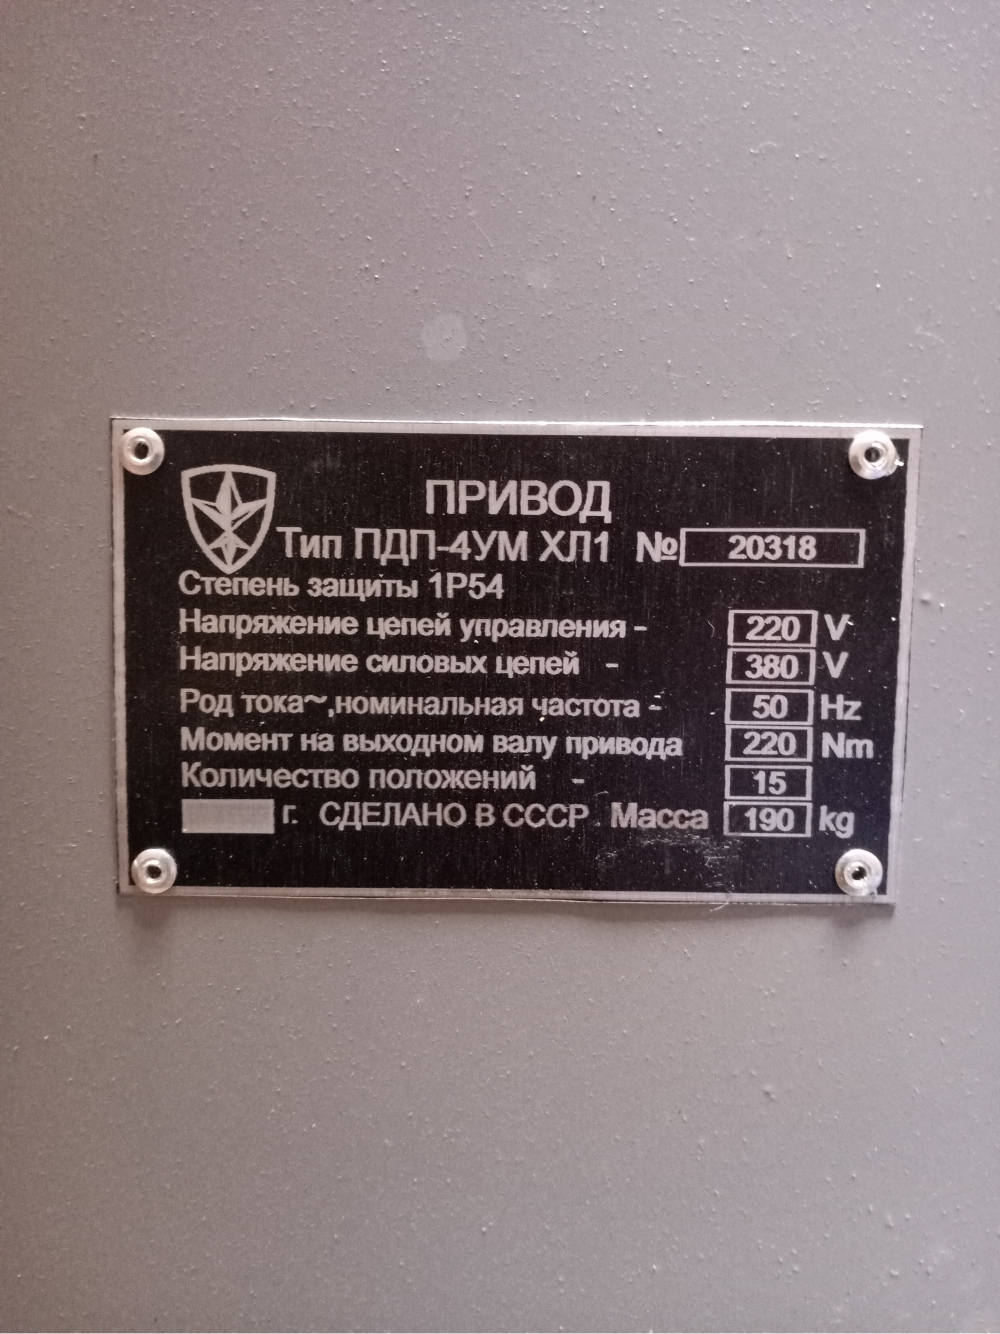 ПРИВОД
Тип ПДП-4УМ ХЛ1 № 20318
Степень защиты 1Р54
Напряжение цепей управления - 220 V
Напряжение силовых цепей - 380 V
Род тока~,номинальная частота - 50 Hz
Момент на выходном валу привода 220 Nm
Количество положений - 15
г. СДЕЛАНО В СССР Масса 190 kg